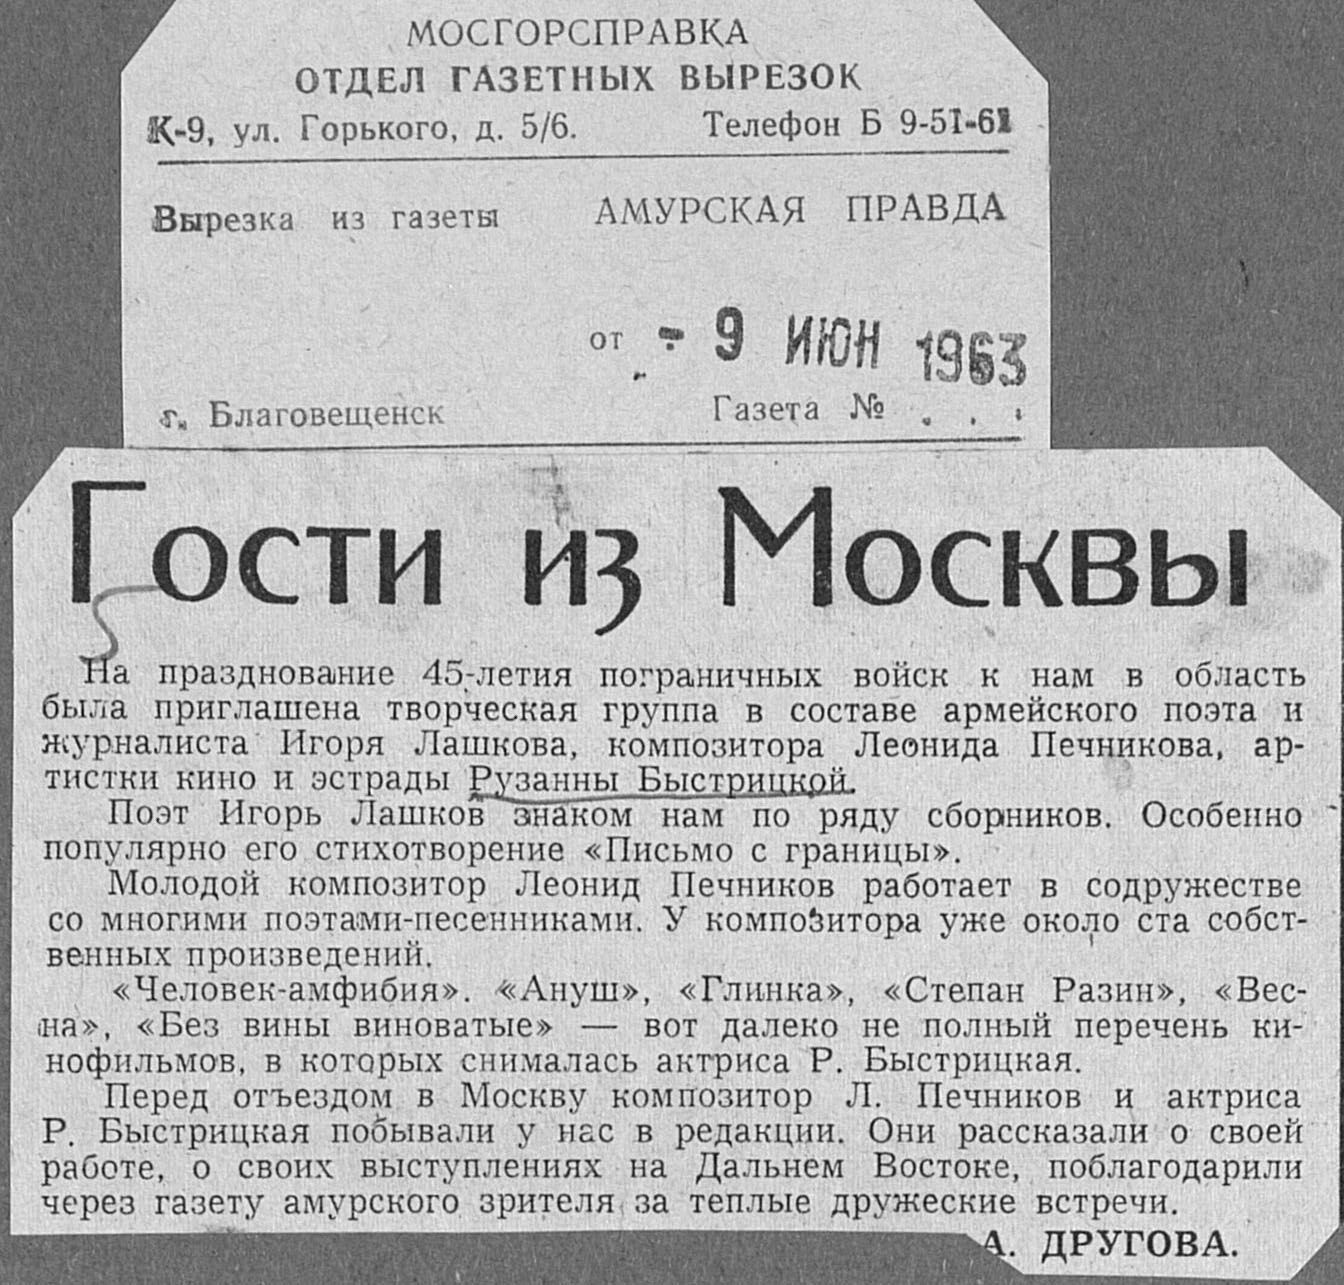 МОСГОРСПРАВКА
ОТДЕЛ ГАЗЕТНЫХ ВЫРЕЗОК
К-9, ул. Горького, д. 5/6. Телефон Б 9-51-61
Вырезка из газеты АМУРСКАЯ ПРАВДА
от - 9 ИЮН 1963
г. Благовещенск Газета № . . .
Гости из Москвы
На празднование 45-летия пограничных войск к нам в область
была приглашена творческая группа в составе армейского поэта и
журналиста Игоря Лашкова, композитора Леонида Печникова, ар-
тистки кино и эстрады Рузанны Быстрицкой.
Поэт Игорь Лашков знаком нам по ряду сборников. Особенно
популярно его стихотворение «Письмо с границы».
Молодой композитор Леонид Печников работает в содружестве
со многими поэтами-песенниками. У композитора уже около ста собст-
венных произведений.
«Человек-амфибия». «Ануш», «Глинка», «Степан Разин», «Вес-
на», «Без вины виноватые» — вот далеко не полный перечень ки-
нофильмов, в которых снималась актриса Р. Быстрицкая.
Перед отъездом в Москву композитор Л. Печников и актриса
Р. Быстрицкая побывали у нас в редакции. Они рассказали о своей
работе, о своих выступлениях на Дальнем Востоке, поблагодарили
через газету амурского зрителя за теплые дружеские встречи.
А. ДРУГОВА.